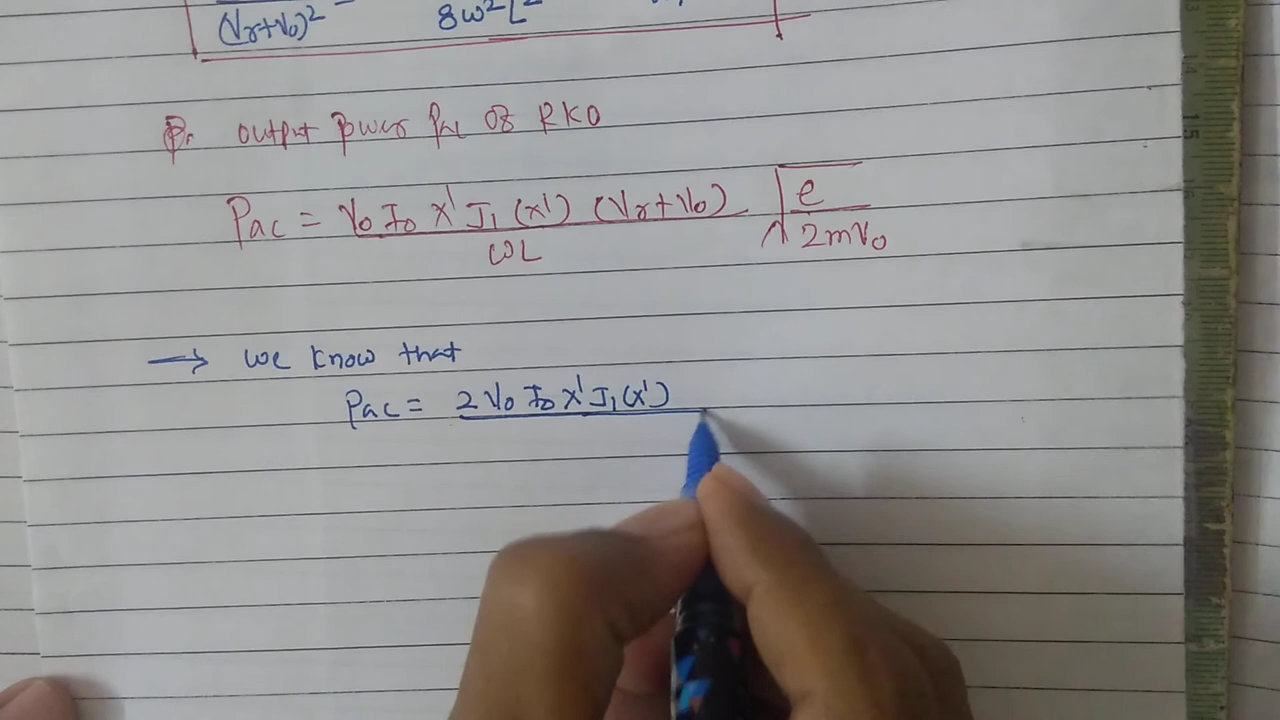 (Vr+V0)² 8ω²L²
P. output power Pac of RKO
Pac = V0 I0 X' J1(X') (Vr+V0) / ωL √e/2mV0
→ we know that
Pac = 2 V0 I0 X' J1(X')
15